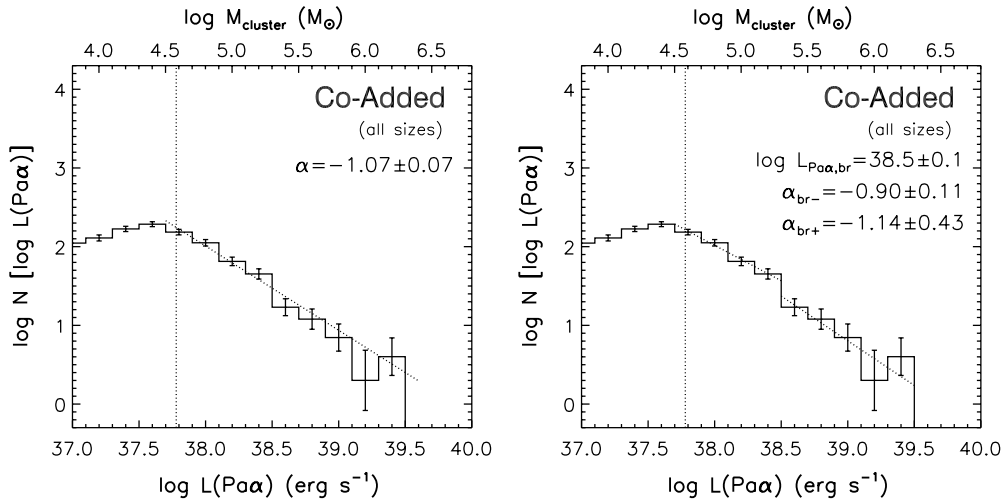 log M_cluster (M_⊙)
4.0 4.5 5.0 5.5 6.0 6.5
Co-Added
(all sizes)
α=−1.07±0.07
4
3
2
1
0
log N [log L(Paα)]
37.0 37.5 38.0 38.5 39.0 39.5 40.0
log L(Paα) (erg s⁻¹)
log M_cluster (M_⊙)
4.0 4.5 5.0 5.5 6.0 6.5
Co-Added
(all sizes)
log L_Paα,br=38.5±0.1
α_br−=−0.90±0.11
α_br+=−1.14±0.43
4
3
2
1
0
log N [log L(Paα)]
37.0 37.5 38.0 38.5 39.0 39.5 40.0
log L(Paα) (erg s⁻¹)